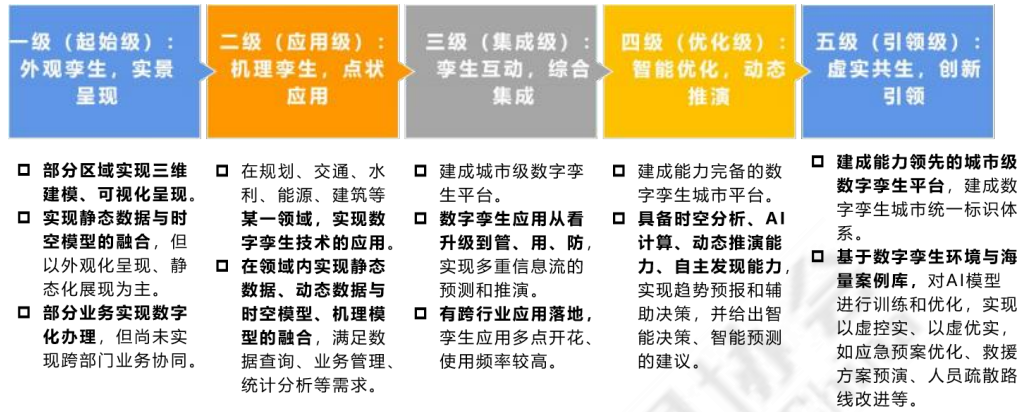 一级（起始级）：
外观孪生，实景
呈现
二级（应用级）：
机理孪生，点状
应用
三级（集成级）：
孪生互动，综合
集成
四级（优化级）：
智能优化，动态
推演
五级（引领级）：
虚实共生，创新
引领
部分区域实现三维
建模、可视化呈现。
实现静态数据与时
空模型的融合，但
以外观化呈现、静
态化展现为主。
部分业务实现数字
化办理，但尚未实
现跨部门业务协同。
在规划、交通、水
利、能源、建筑等
某一领域，实现数
字孪生技术的应用。
在领域内实现静态
数据、动态数据与
时空模型、机理模
型的融合，满足数
据查询、业务管理、
统计分析等需求。
建成城市级数字孪
生平台。
数字孪生应用从看
升级到管、用、防，
实现多重信息流的
预测和推演。
有跨行业应用落地，
孪生应用多点开花、
使用频率较高。
建成能力完备的数
字孪生城市平台。
具备时空分析、AI
计算、动态推演能
力、自主发现能力，
实现趋势预报和辅
助决策，并给出智
能决策、智能预测
的建议。
建成能力领先的城市级
数字孪生平台，建成数
字孪生城市统一标识体
系。
基于数字孪生环境与海
量案例库，对AI模型
进行训练和优化，实现
以虚控实、以虚优实，
如应急预案优化、救援
方案预演、人员疏散路
线改进等。